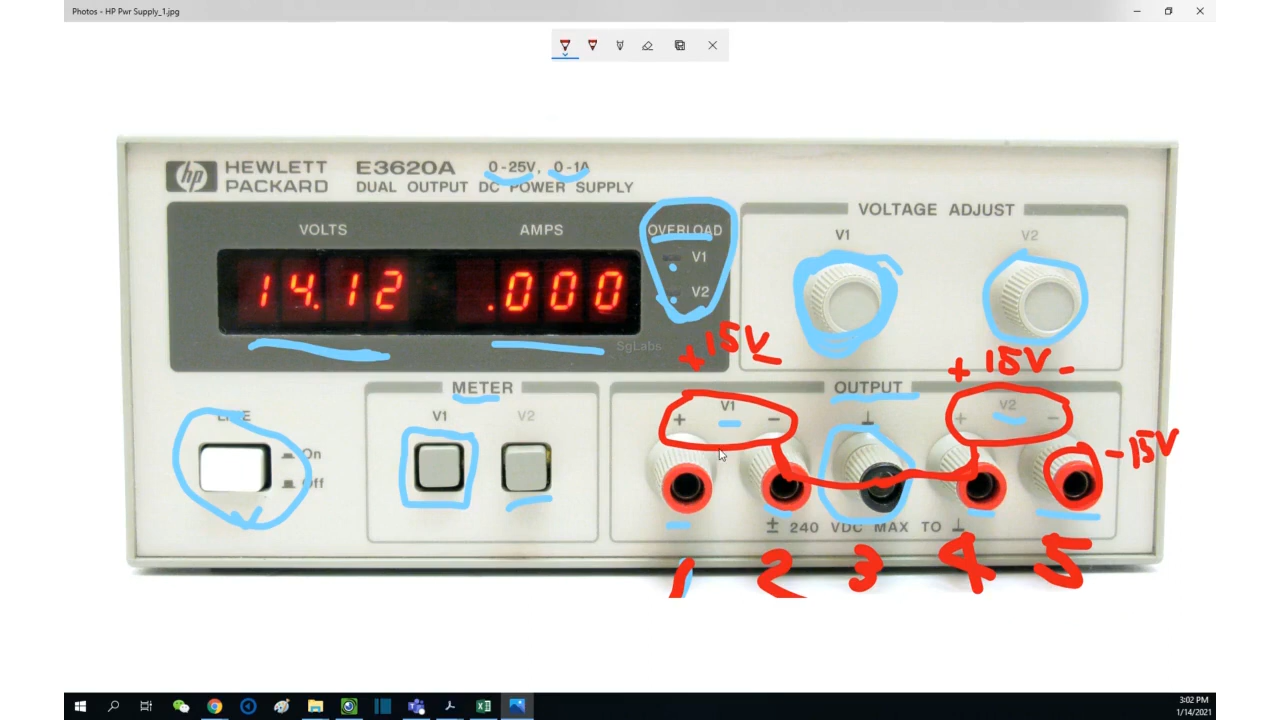 Photos - HP Pwr Supply_1.jpg
hp HEWLETT PACKARD
E3620A 0-25V, 0-1A
DUAL OUTPUT DC POWER SUPPLY
VOLTS AMPS OVERLOAD
V1
V2
14.12 .000
SgLabs
VOLTAGE ADJUST
V1 V2
+15V - +15V -
LINE
On
Off
METER
V1 V2
OUTPUT
+ V1 - ⊥ + V2 -
-15V
± 240 VDC MAX TO ⊥
1 2 3 4 5
3:02 PM
1/14/2021